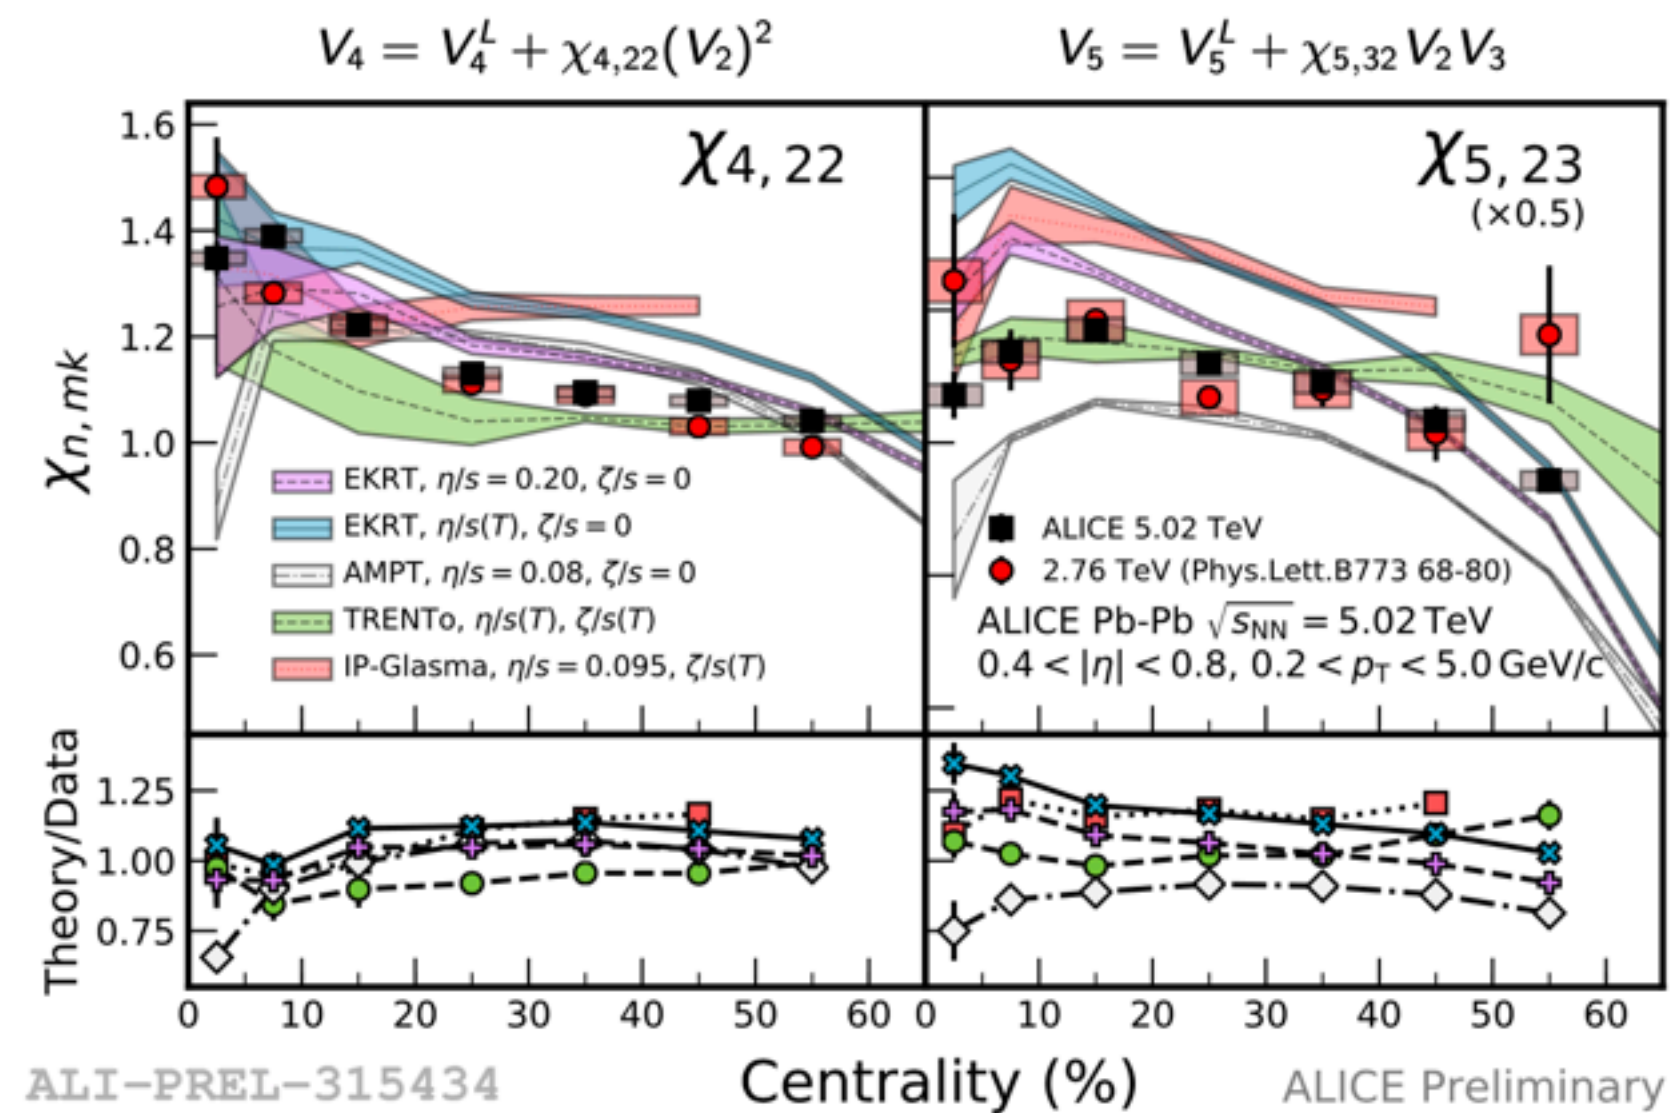 V₄ = V₄ᴸ + χ₄,₂₂(V₂)²
V₅ = V₅ᴸ + χ₅,₃₂V₂V₃
χ₄, ₂₂
χ₅, ₂₃
(×0.5)
χn, mk
1.6
1.4
1.2
1.0
0.8
0.6
EKRT, η/s = 0.20, ζ/s = 0
EKRT, η/s(T), ζ/s = 0
AMPT, η/s = 0.08, ζ/s = 0
TRENTo, η/s(T), ζ/s(T)
IP-Glasma, η/s = 0.095, ζ/s(T)
ALICE 5.02 TeV
2.76 TeV (Phys.Lett.B773 68-80)
ALICE Pb-Pb √sNN = 5.02 TeV
0.4 < |η| < 0.8, 0.2 < pT < 5.0 GeV/c
Theory/Data
1.25
1.00
0.75
0 10 20 30 40 50 60 0 10 20 30 40 50 60
Centrality (%)
ALI-PREL-315434
ALICE Preliminary